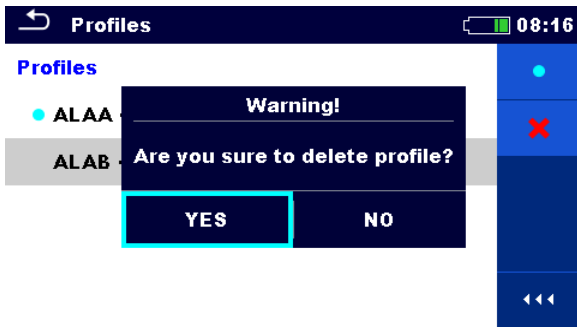 Profiles 08:16
Profiles
ALAA -
ALAB -
Warning!
Are you sure to delete profile?
YES NO